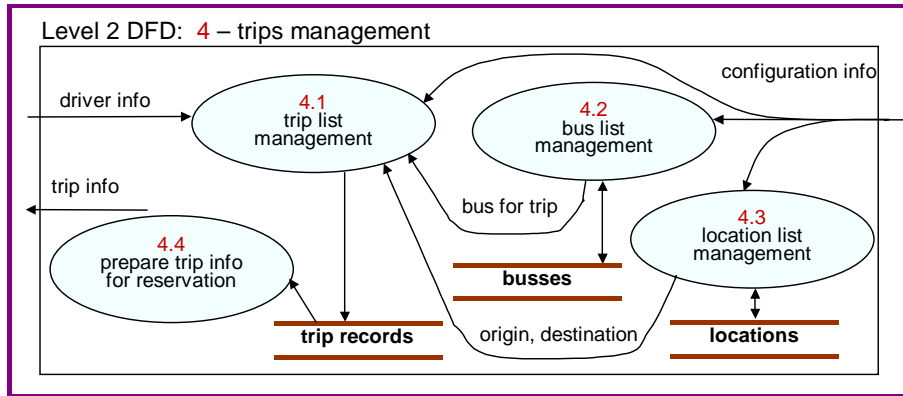 Level 2 DFD: 4 – trips management
configuration info
driver info
4.1
trip list
management
4.2
bus list
management
trip info
bus for trip
4.3
location list
management
4.4
prepare trip info
for reservation
busses
trip records
origin, destination
locations